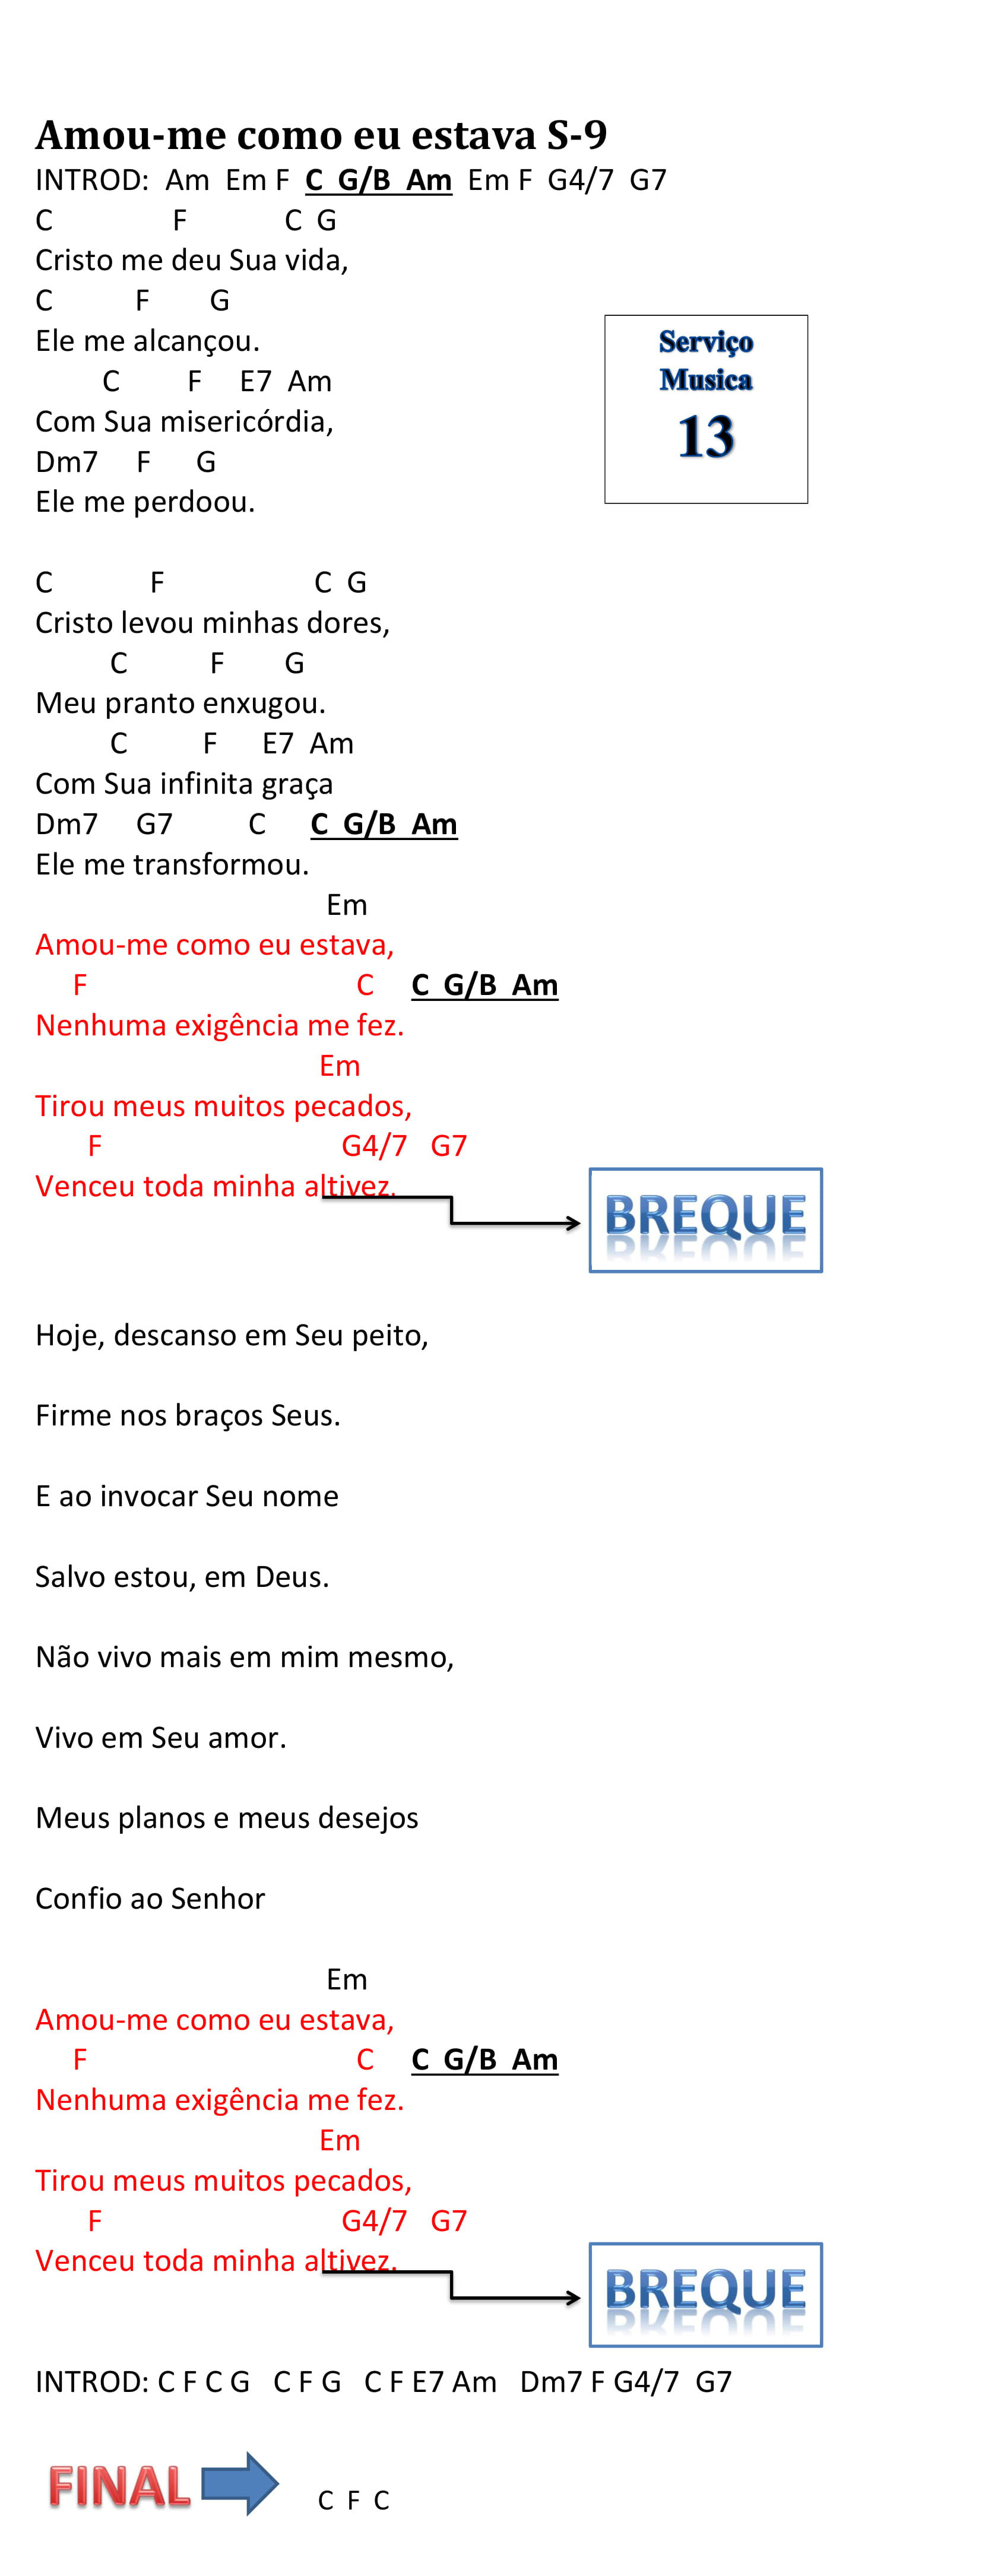 Amou-me como eu estava S-9
INTROD:  Am  Em F  C  G/B  Am  Em F  G4/7  G7
C                F             C  G
Cristo me deu Sua vida,
C           F        G
Ele me alcançou.
         C         F     E7  Am
Com Sua misericórdia,
Dm7     F      G
Ele me perdoou.
Serviço
Musica
13
C             F                    C  G
Cristo levou minhas dores,
          C           F        G
Meu pranto enxugou.
          C          F      E7  Am
Com Sua infinita graça
Dm7     G7          C      C  G/B  Am
Ele me transformou.
                                       Em
Amou-me como eu estava,
     F                                    C     C  G/B  Am
Nenhuma exigência me fez.
                                      Em
Tirou meus muitos pecados,
       F                                G4/7   G7
Venceu toda minha altivez.
BREQUE
Hoje, descanso em Seu peito,
Firme nos braços Seus.
E ao invocar Seu nome
Salvo estou, em Deus.
Não vivo mais em mim mesmo,
Vivo em Seu amor.
Meus planos e meus desejos
Confio ao Senhor
                                       Em
Amou-me como eu estava,
     F                                    C     C  G/B  Am
Nenhuma exigência me fez.
                                      Em
Tirou meus muitos pecados,
       F                                G4/7   G7
Venceu toda minha altivez.
BREQUE
INTROD: C F C G   C F G   C F E7 Am   Dm7 F G4/7  G7
FINAL   C  F  C